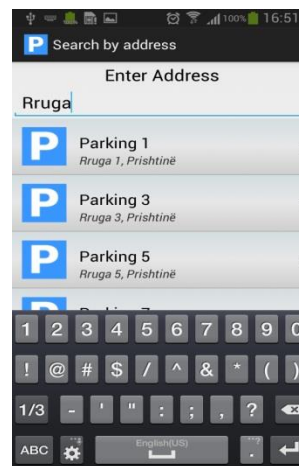 100% 16:51
P Search by address
Enter Address
Rruga
P Parking 1
Rruga 1, Prishtinë
P Parking 3
Rruga 3, Prishtinë
P Parking 5
Rruga 5, Prishtinë
1 2 3 4 5 6 7 8 9 0
! @ # $ / ^ & * ( )
1/3 - ' " : ; , ?
ABC English(US) .